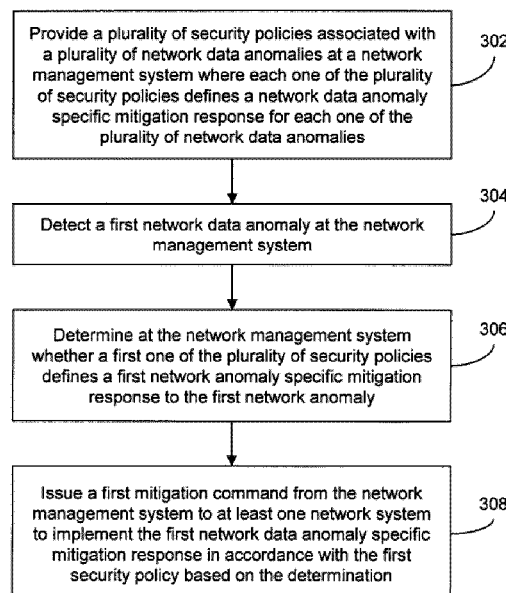 Provide a plurality of security policies associated with
a plurality of network data anomalies at a network
management system where each one of the plurality
of security policies defines a network data anomaly
specific mitigation response for each one of the
plurality of network data anomalies
302
Detect a first network data anomaly at the network
management system
304
Determine at the network management system
whether a first one of the plurality of security policies
defines a first network anomaly specific mitigation
response to the first network anomaly
306
Issue a first mitigation command from the network
management system to at least one network system
to implement the first network data anomaly specific
mitigation response in accordance with the first
security policy based on the determination
308